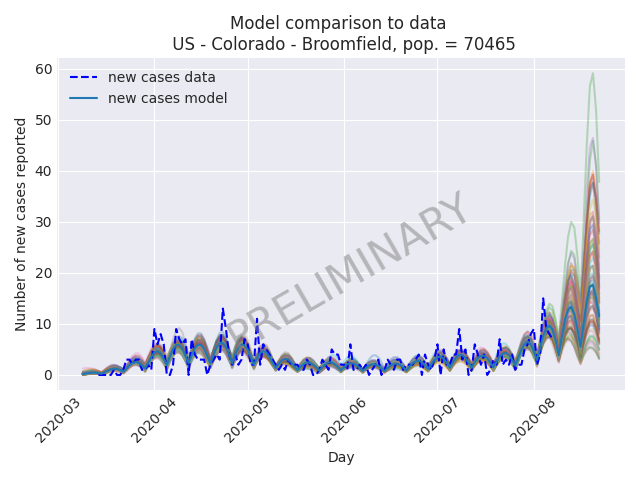 Model comparison to data
US - Colorado - Broomfield, pop. = 70465
60
50
40
30
20
10
0
Number of new cases reported
new cases data
new cases model
PRELIMINARY
2020-03
2020-04
2020-05
2020-06
2020-07
2020-08
Day